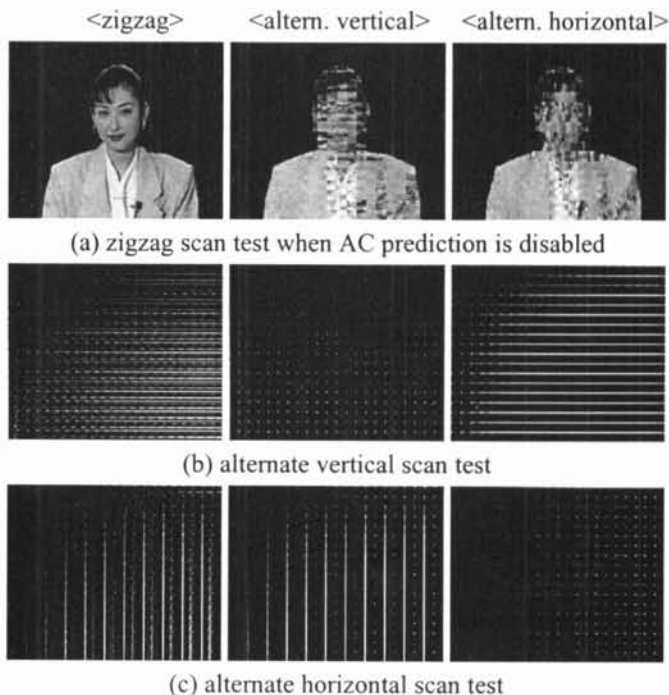 <zigzag> <altern. vertical> <altern. horizontal>
(a) zigzag scan test when AC prediction is disabled
(b) alternate vertical scan test
(c) alternate horizontal scan test